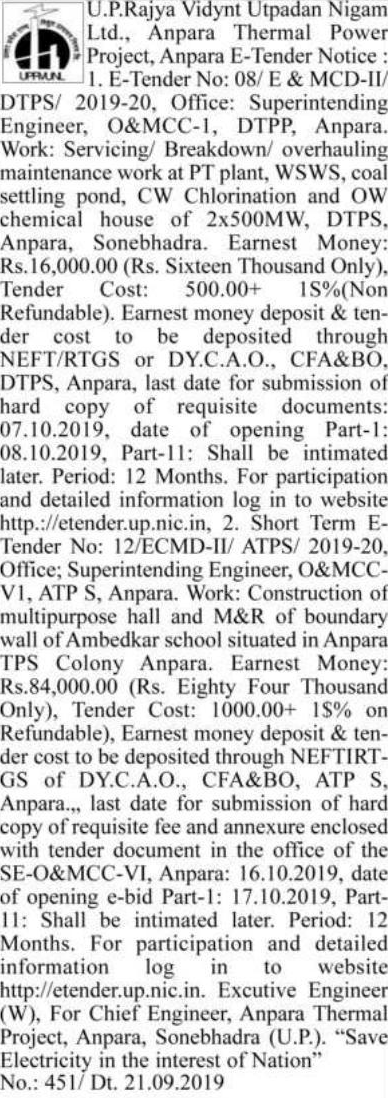 U.P.Rajya Vidynt Utpadan Nigam
Ltd., Anpara Thermal Power
Project, Anpara E-Tender Notice :
UPRVUNL
1. E-Tender No: 08/ E & MCD-II/
DTPS/ 2019-20, Office: Superintending
Engineer, O&MCC-1, DTPP, Anpara.
Work: Servicing/ Breakdown/ overhauling
maintenance work at PT plant, WSWS, coal
settling pond, CW Chlorination and OW
chemical house of 2x500MW, DTPS,
Anpara, Sonebhadra. Earnest Money:
Rs.16,000.00 (Rs. Sixteen Thousand Only),
Tender Cost: 500.00+ 1S%(Non
Refundable). Earnest money deposit & ten-
der cost to be deposited through
NEFT/RTGS or DY.C.A.O., CFA&BO,
DTPS, Anpara, last date for submission of
hard copy of requisite documents:
07.10.2019, date of opening Part-1:
08.10.2019, Part-11: Shall be intimated
later. Period: 12 Months. For participation
and detailed information log in to website
http.://etender.up.nic.in, 2. Short Term E-
Tender No: 12/ECMD-II/ ATPS/ 2019-20,
Office; Superintending Engineer, O&MCC-
V1, ATP S, Anpara. Work: Construction of
multipurpose hall and M&R of boundary
wall of Ambedkar school situated in Anpara
TPS Colony Anpara. Earnest Money:
Rs.84,000.00 (Rs. Eighty Four Thousand
Only), Tender Cost: 1000.00+ 1$% on
Refundable), Earnest money deposit & ten-
der cost to be deposited through NEFTIRT-
GS of DY.C.A.O., CFA&BO, ATP S,
Anpara.,, last date for submission of hard
copy of requisite fee and annexure enclosed
with tender document in the office of the
SE-O&MCC-VI, Anpara: 16.10.2019, date
of opening e-bid Part-1: 17.10.2019, Part-
11: Shall be intimated later. Period: 12
Months. For participation and detailed
information log in to website
http://etender.up.nic.in. Excutive Engineer
(W), For Chief Engineer, Anpara Thermal
Project, Anpara, Sonebhadra (U.P.). “Save
Electricity in the interest of Nation”
No.: 451/ Dt. 21.09.2019